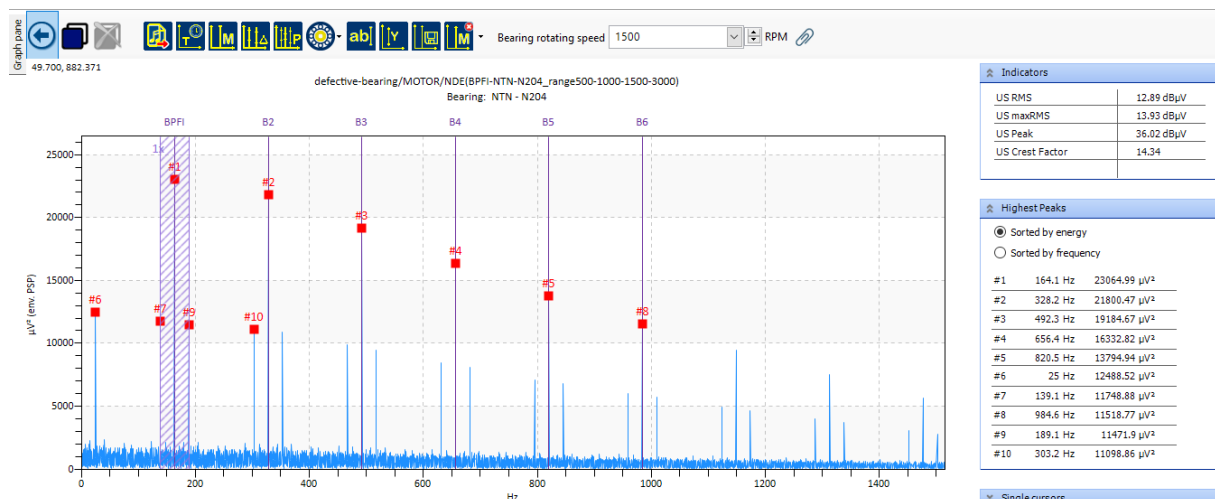 Graph pane
T
M
P
ab
Y
M
Bearing rotating speed 1500 RPM
49.700, 882.371
defective-bearing/MOTOR/NDE(BPFI-NTN-N204_range500-1000-1500-3000)
Bearing: NTN - N204
BPFI B2 B3 B4 B5 B6
1x
#1
#2
#3
#4
#5
#6
#7
#9
#10
#8
25000
20000
15000
10000
5000
0
µV² (env. PSP)
0 200 400 600 800 1000 1200 1400
Hz
Indicators
US RMS 12.89 dBµV
US maxRMS 13.93 dBµV
US Peak 36.02 dBµV
US Crest Factor 14.34
Highest Peaks
Sorted by energy
Sorted by frequency
#1 164.1 Hz 23064.99 µV²
#2 328.2 Hz 21800.47 µV²
#3 492.3 Hz 19184.67 µV²
#4 656.4 Hz 16332.82 µV²
#5 820.5 Hz 13794.94 µV²
#6 25 Hz 12488.52 µV²
#7 139.1 Hz 11748.88 µV²
#8 984.6 Hz 11518.77 µV²
#9 189.1 Hz 11471.9 µV²
#10 303.2 Hz 11098.86 µV²
Single cursors